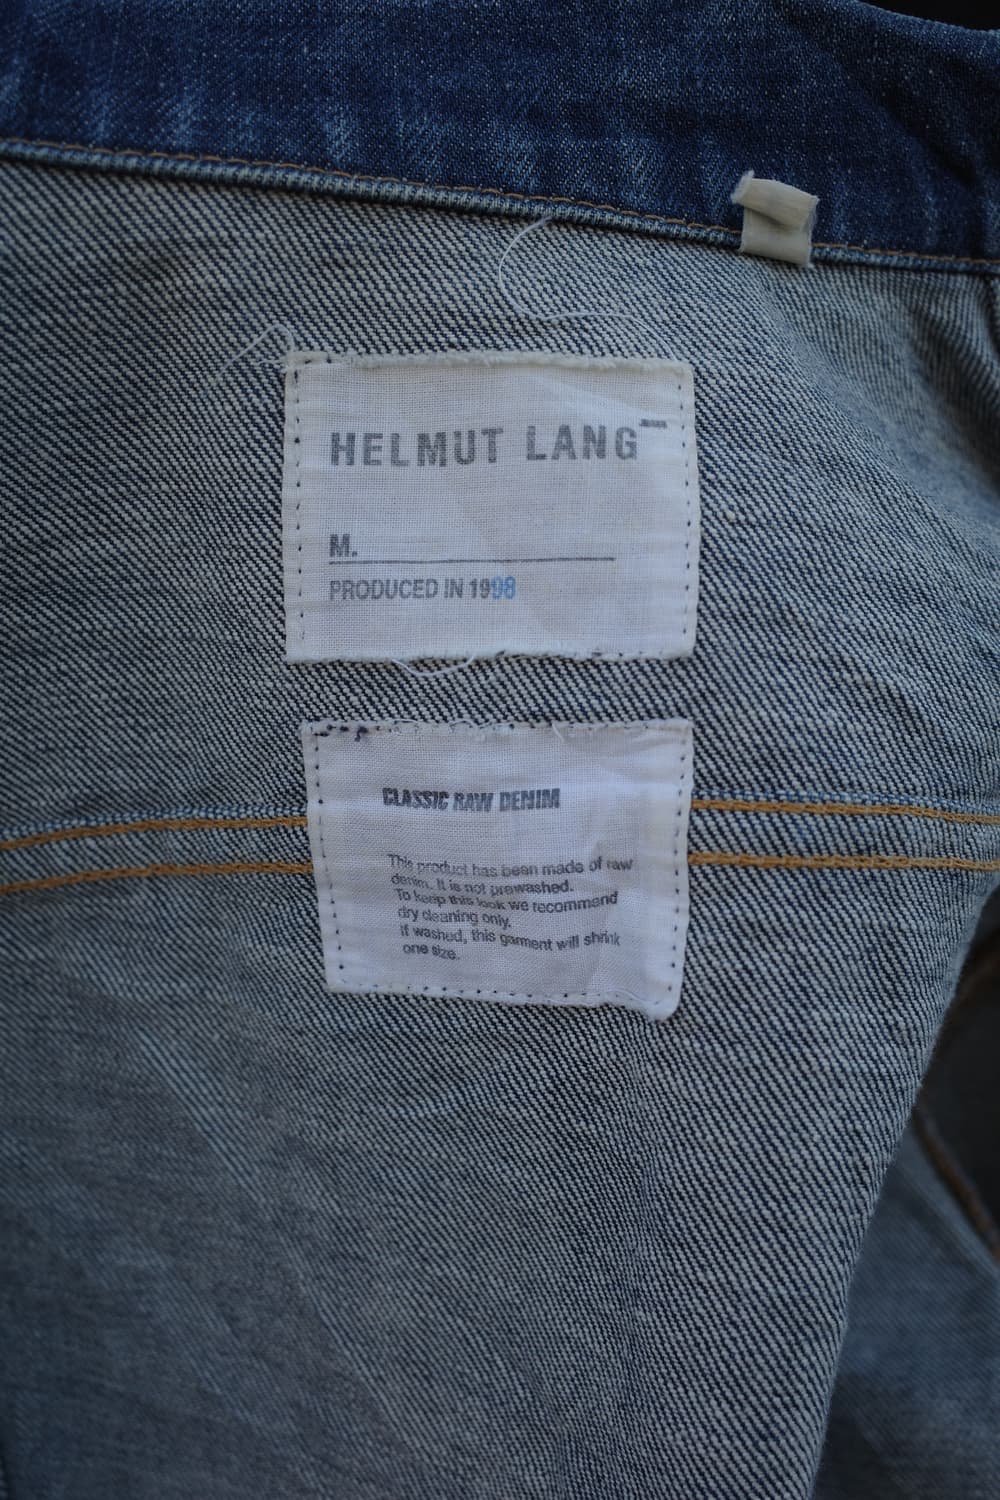 HELMUT LANG
M.
PRODUCED IN 1998
CLASSIC RAW DENIM
This product has been made of raw
denim. It is not prewashed.
To keep this look we recommend
dry cleaning only.
If washed, this garment will shrink
one size.